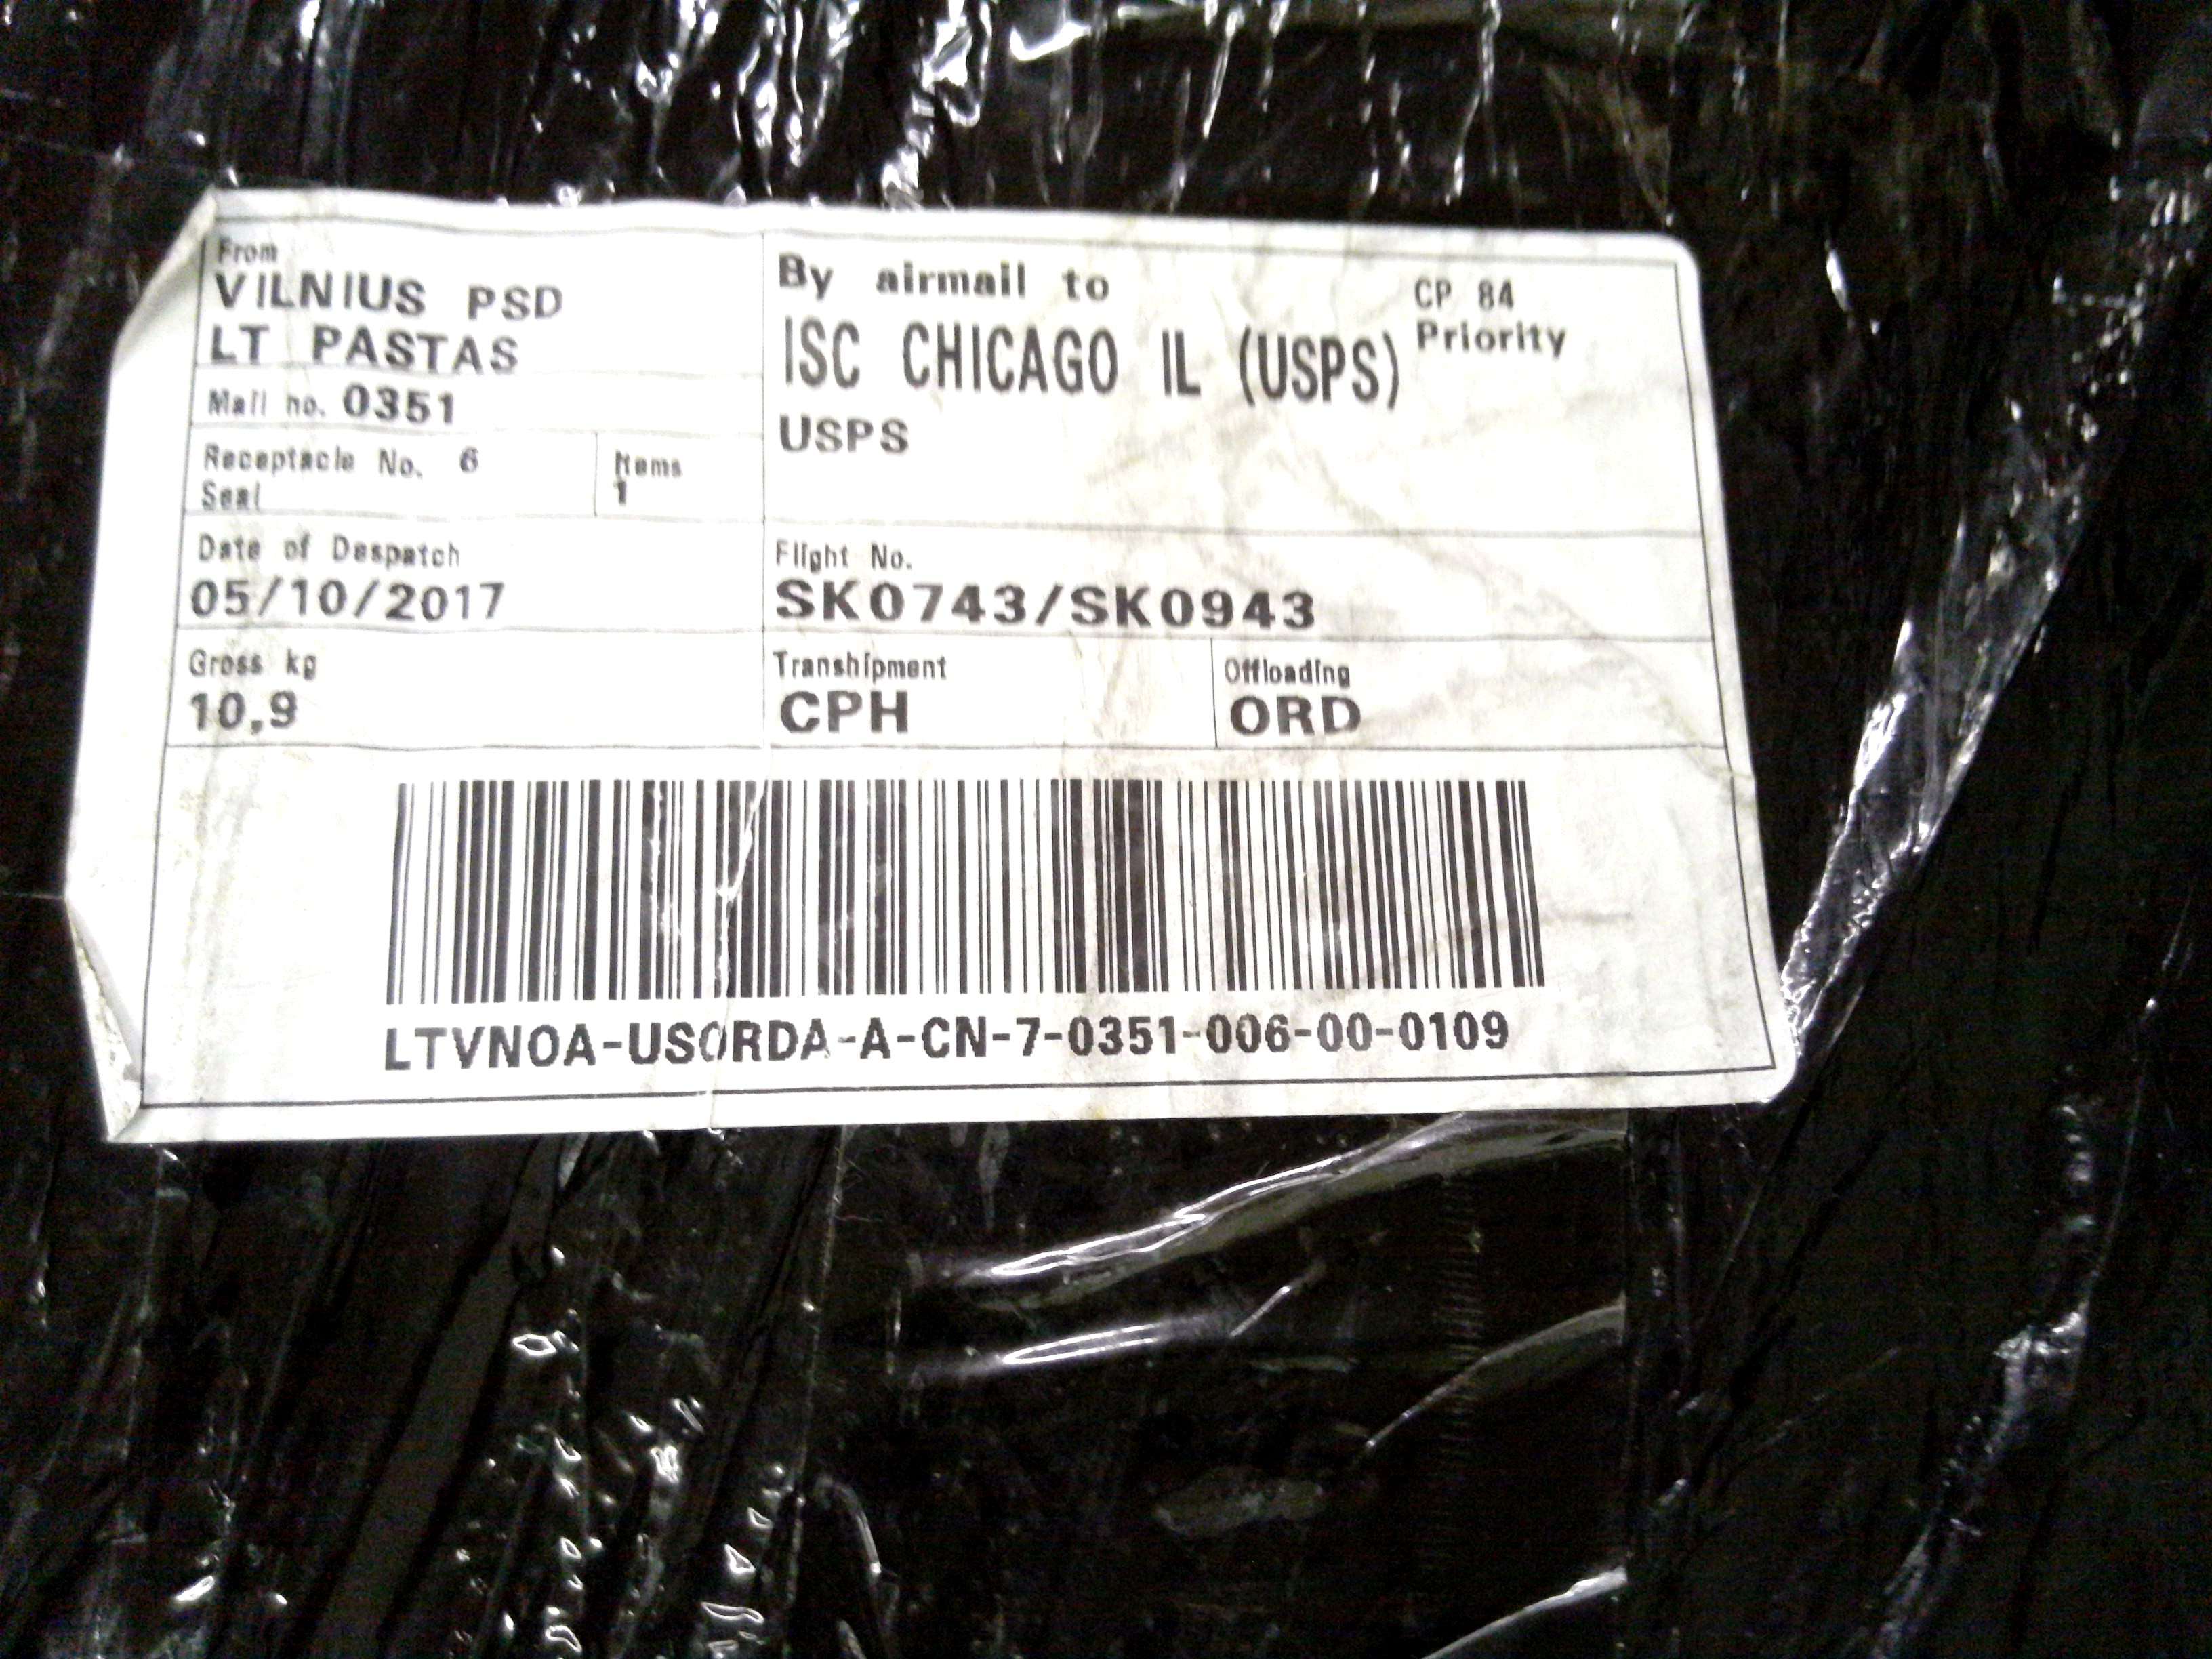 From
VILNIUS PSD
LT PASTAS
Mail no. 0351
Receptacle No. 6
Seal
Items
1
By airmail to
ISC CHICAGO IL (USPS)
USPS
CP 84
Priority
Date of Despatch
05/10/2017
Flight No.
SK0743/SK0943
Gross kg
10,9
Transhipment
CPH
Offloading
ORD
LTVNOA-USORDA-A-CN-7-0351-006-00-0109